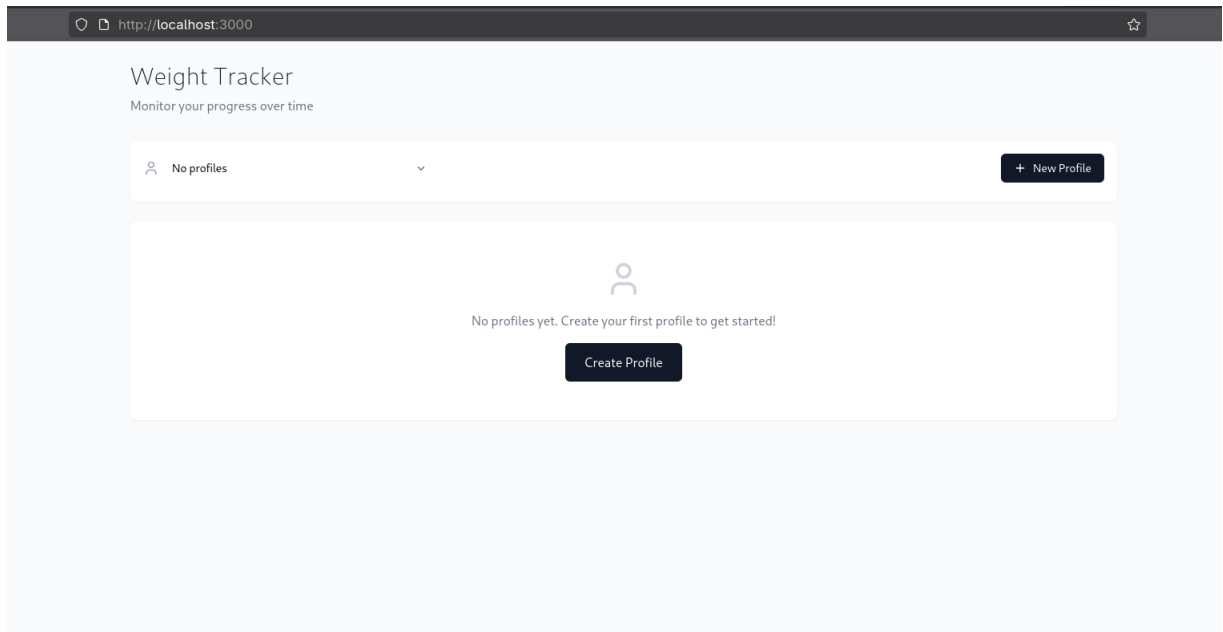 http://localhost:3000
Weight Tracker
Monitor your progress over time
No profiles
+ New Profile
No profiles yet. Create your first profile to get started!
Create Profile